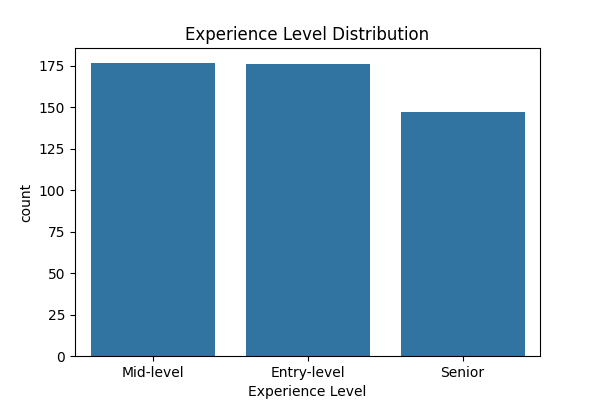 Experience Level Distribution
175
150
125
100
75
50
25
0
count
Mid-level Entry-level Senior
Experience Level